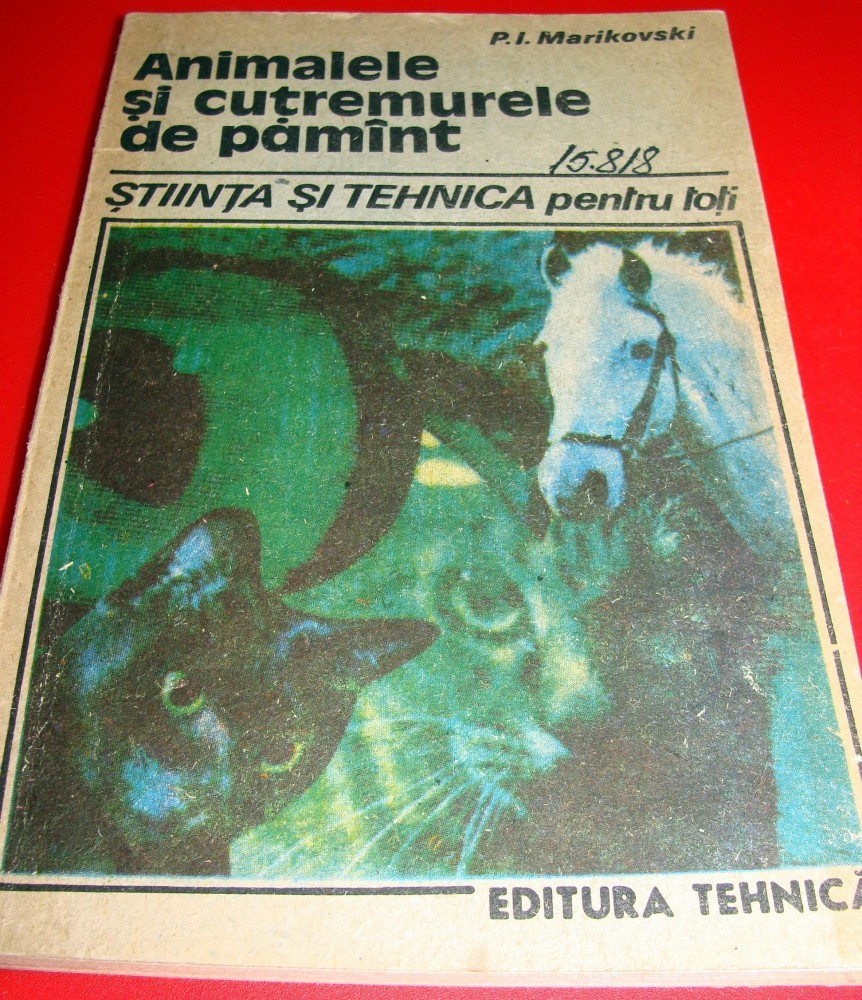 P.I. Marikovski
Animalele
și cutremurele
de pămînt
15.818
ȘTIINȚA ȘI TEHNICA pentru toți
EDITURA TEHNICĂ